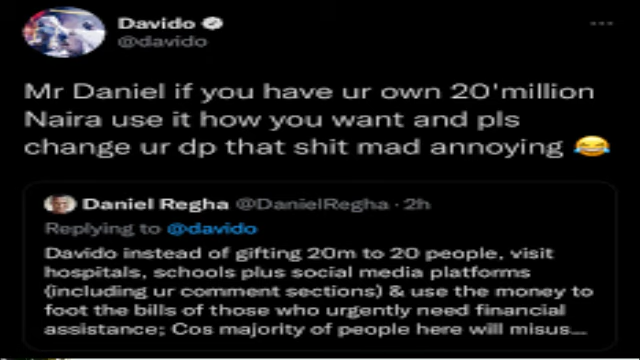 Davido
@davido
Mr Daniel if you have ur own 20'million
Naira use it how you want and pls
change ur dp that shit mad annoying 😂
Daniel Regha @DanielRegha · 2h
Replying to @davido
Davido instead of gifting 20m to 20 people, visit
hospitals, schools plus social media platforms
(including ur comment sections) & use the money to
foot the bills of those who urgently need financial
assistance; Cos majority of people here will misus...